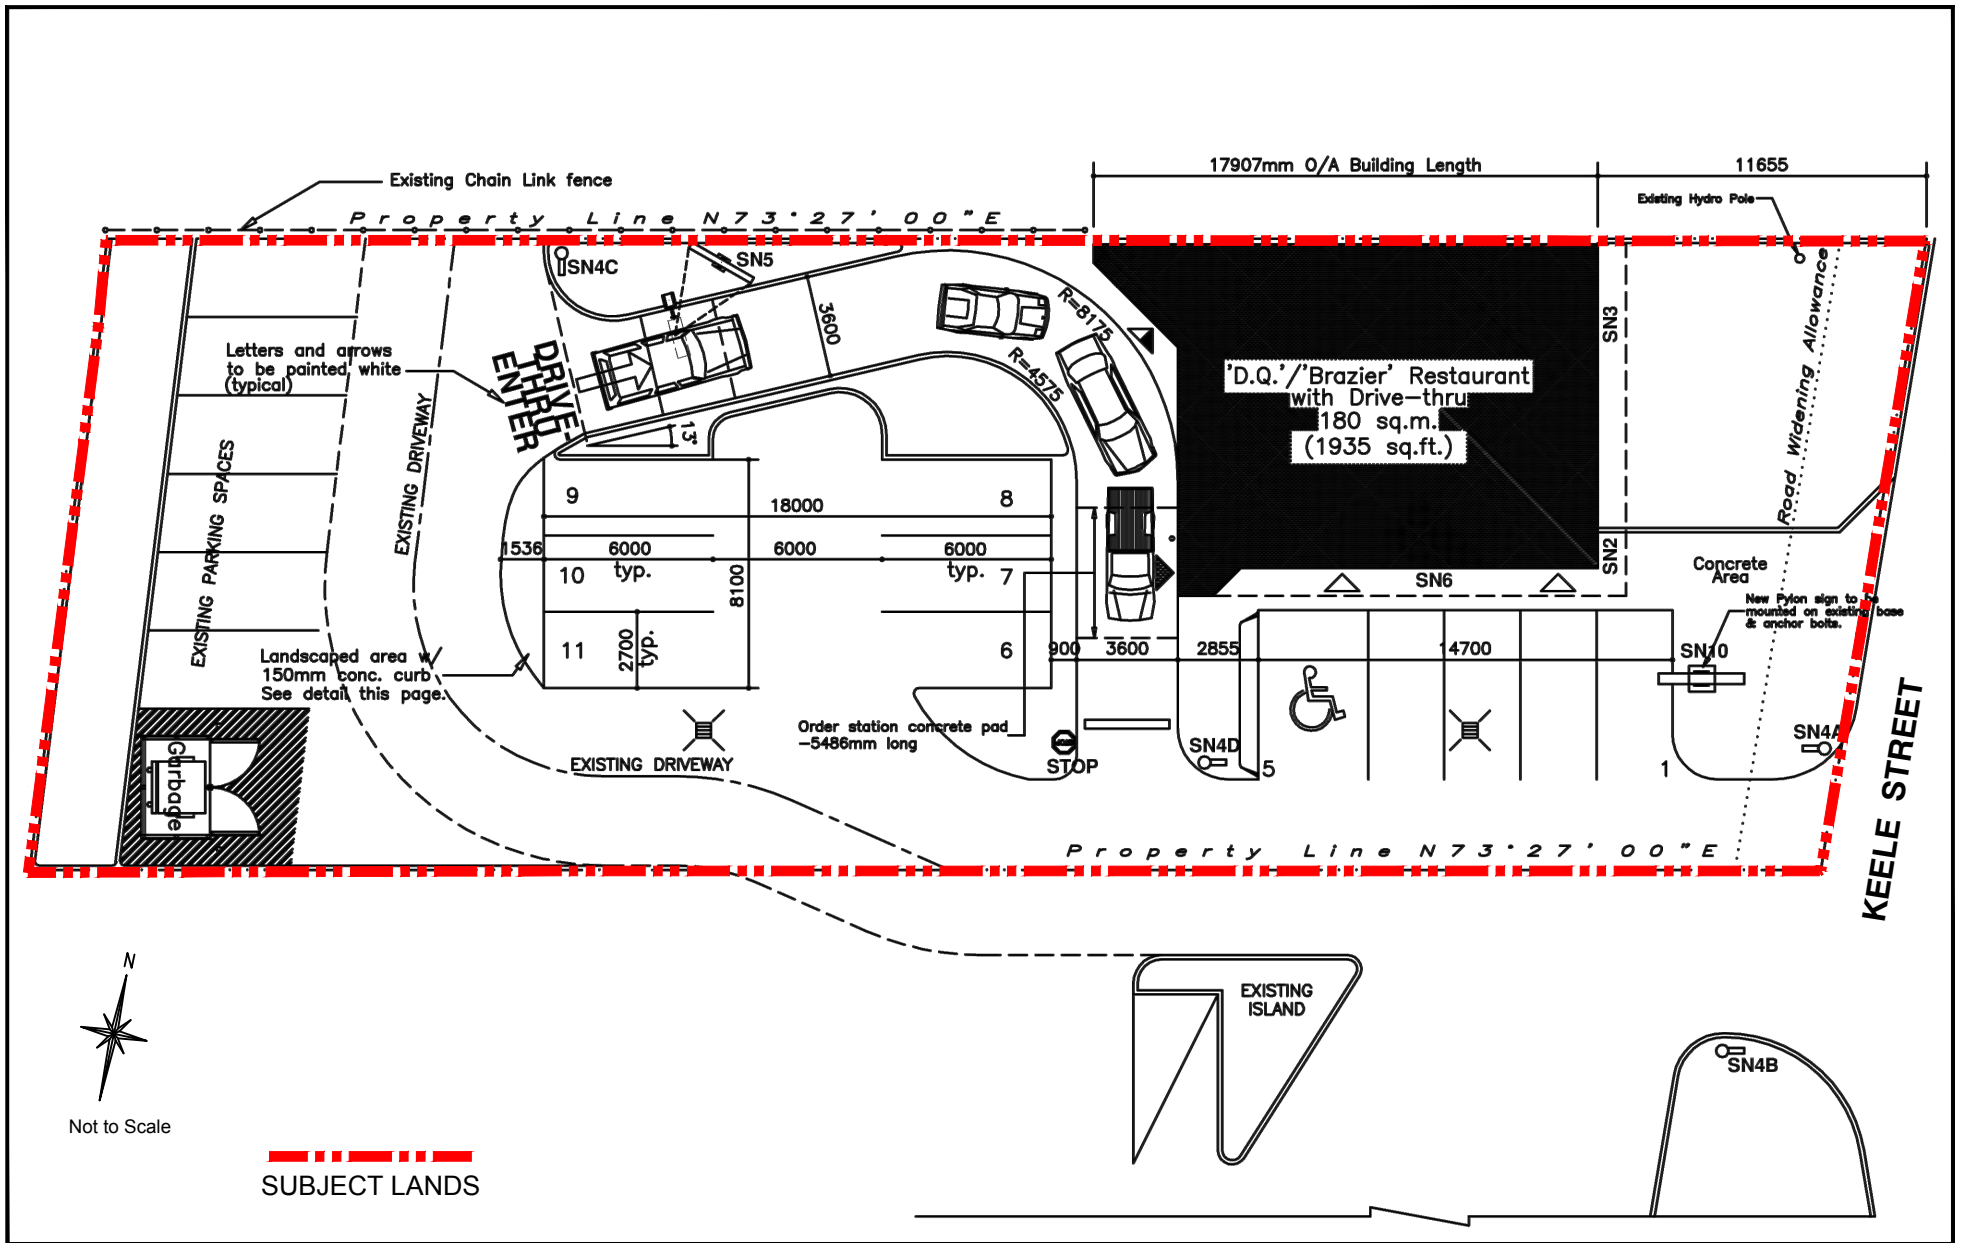 17907mm O/A Building Length
11655
Existing Chain Link fence
Existing Hydro Pole
Property Line N73°27'00"E
SN4C
SN5
3600
R=8175
R=4575
SN3
Road Widening Allowance
Letters and arrows
to be painted white
(typical)
DRIVE-
THRU
ENTER
13°
'D.Q.'/'Brazier' Restaurant
with Drive-thru
180 sq.m.
(1935 sq.ft.)
EXISTING PARKING SPACES
EXISTING DRIVEWAY
9
18000
8
1536
6000
typ.
6000
6000
typ.
10
7
8100
11
2700
typ.
6
900
3600
2855
14700
SN6
SN2
Concrete
Area
New Pylon sign to be
mounted on existing base
& anchor bolts.
SN10
Landscaped area w/
150mm conc. curb
See detail this page.
Order station concrete pad
-5486mm long
STOP
SN4D
5
1
SN4A
Garbage
EXISTING DRIVEWAY
Property Line N73°27'00"E
KEELE STREET
EXISTING
ISLAND
SN4B
N
Not to Scale
SUBJECT LANDS